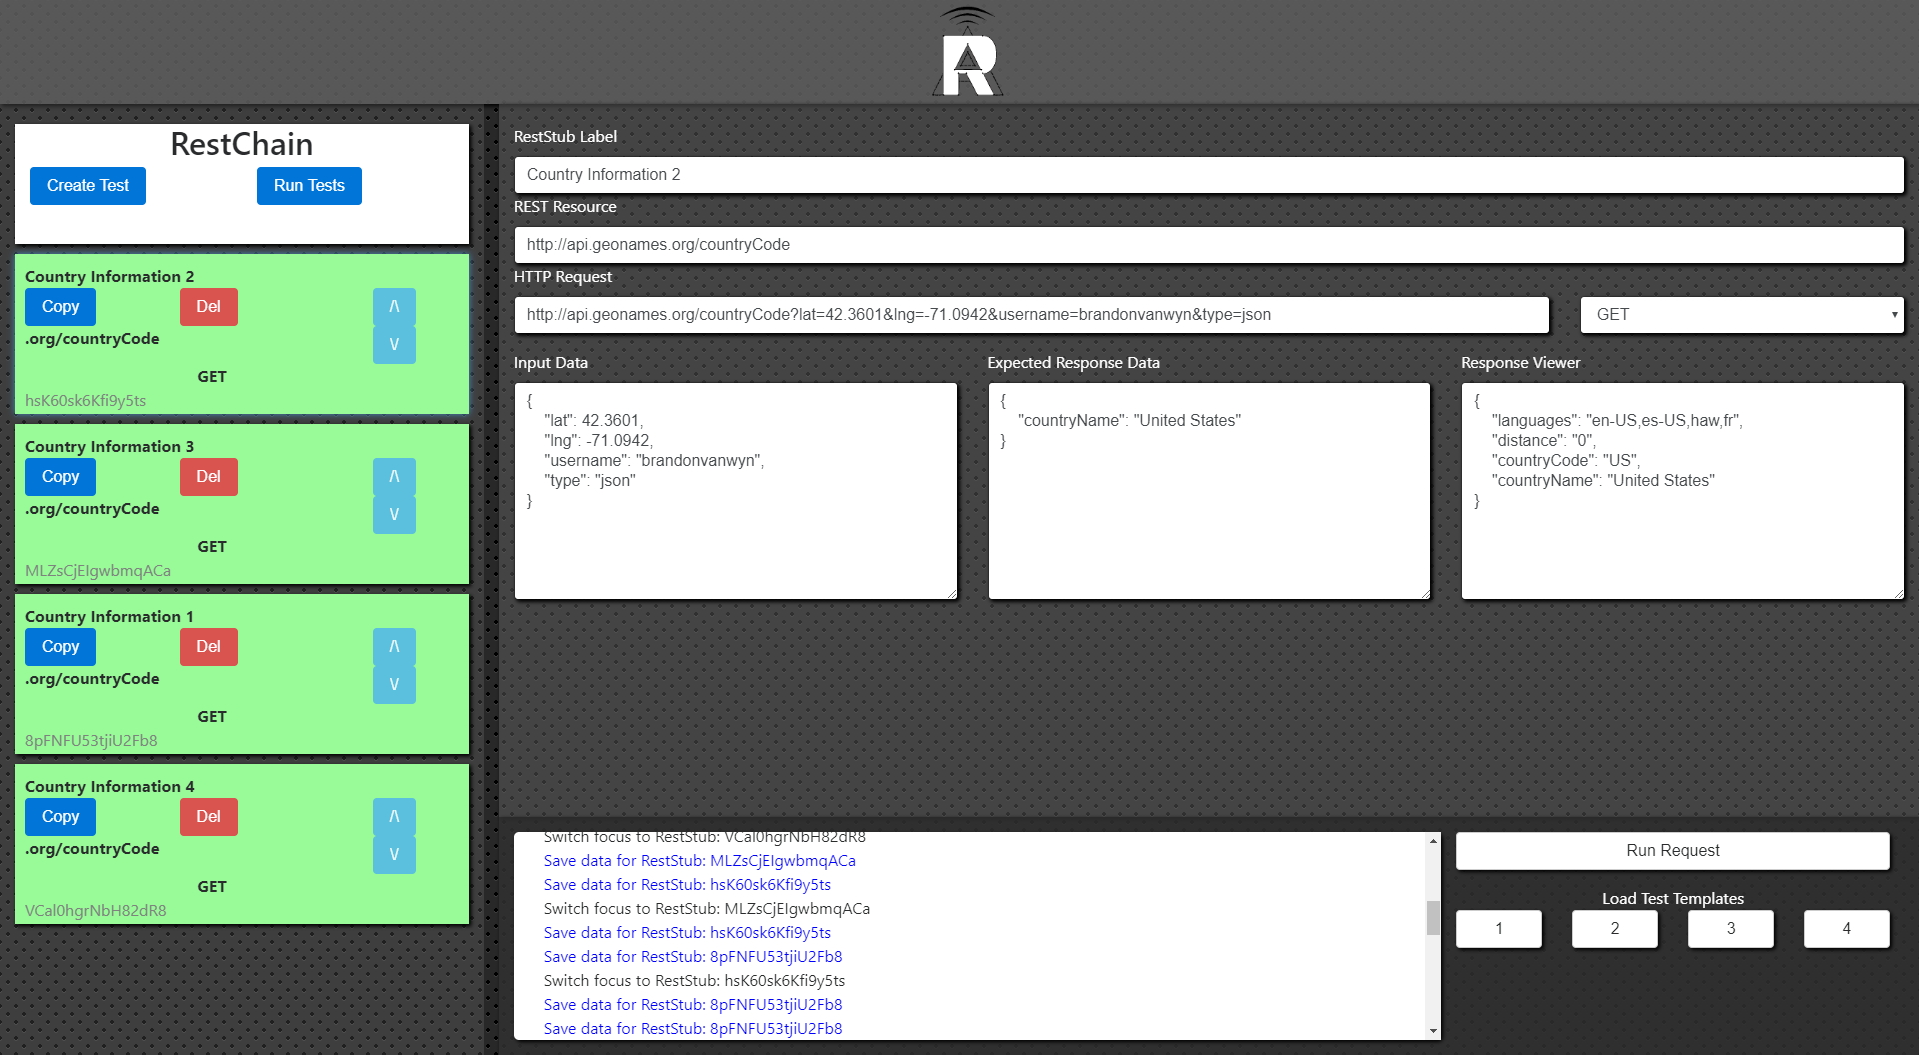 R
RestChain
Create Test
Run Tests
Country Information 2
Copy
Del
/\
.org/countryCode
\/
GET
hsK60sk6Kfi9y5ts
Country Information 3
Copy
Del
/\
.org/countryCode
\/
GET
MLZsCjEIgwbmqACa
Country Information 1
Copy
Del
/\
.org/countryCode
\/
GET
8pFNFU53tjiU2Fb8
Country Information 4
Copy
Del
/\
.org/countryCode
\/
GET
VCal0hgrNbH82dR8
RestStub Label
Country Information 2
REST Resource
http://api.geonames.org/countryCode
HTTP Request
http://api.geonames.org/countryCode?lat=42.3601&lng=-71.0942&username=brandonvanwyn&type=json
GET
Input Data
{
"lat": 42.3601,
"lng": -71.0942,
"username": "brandonvanwyn",
"type": "json"
}
Expected Response Data
{
"countryName": "United States"
}
Response Viewer
{
"languages": "en-US,es-US,haw,fr",
"distance": "0",
"countryCode": "US",
"countryName": "United States"
}
Switch focus to RestStub: VCal0hgrNbH82dR8
Save data for RestStub: MLZsCjEIgwbmqACa
Save data for RestStub: hsK60sk6Kfi9y5ts
Switch focus to RestStub: MLZsCjEIgwbmqACa
Save data for RestStub: hsK60sk6Kfi9y5ts
Save data for RestStub: 8pFNFU53tjiU2Fb8
Switch focus to RestStub: hsK60sk6Kfi9y5ts
Save data for RestStub: 8pFNFU53tjiU2Fb8
Save data for RestStub: 8pFNFU53tjiU2Fb8
Run Request
Load Test Templates
1
2
3
4